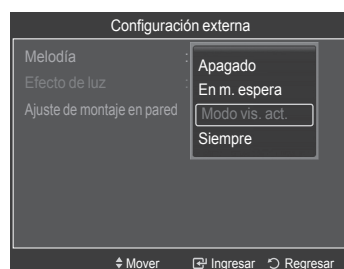 Configuración externa
Melodía :
Efecto de luz :
Ajuste de montaje en pared
Apagado
En m. espera
Modo vis. act.
Siempre
Mover Ingresar Regresar